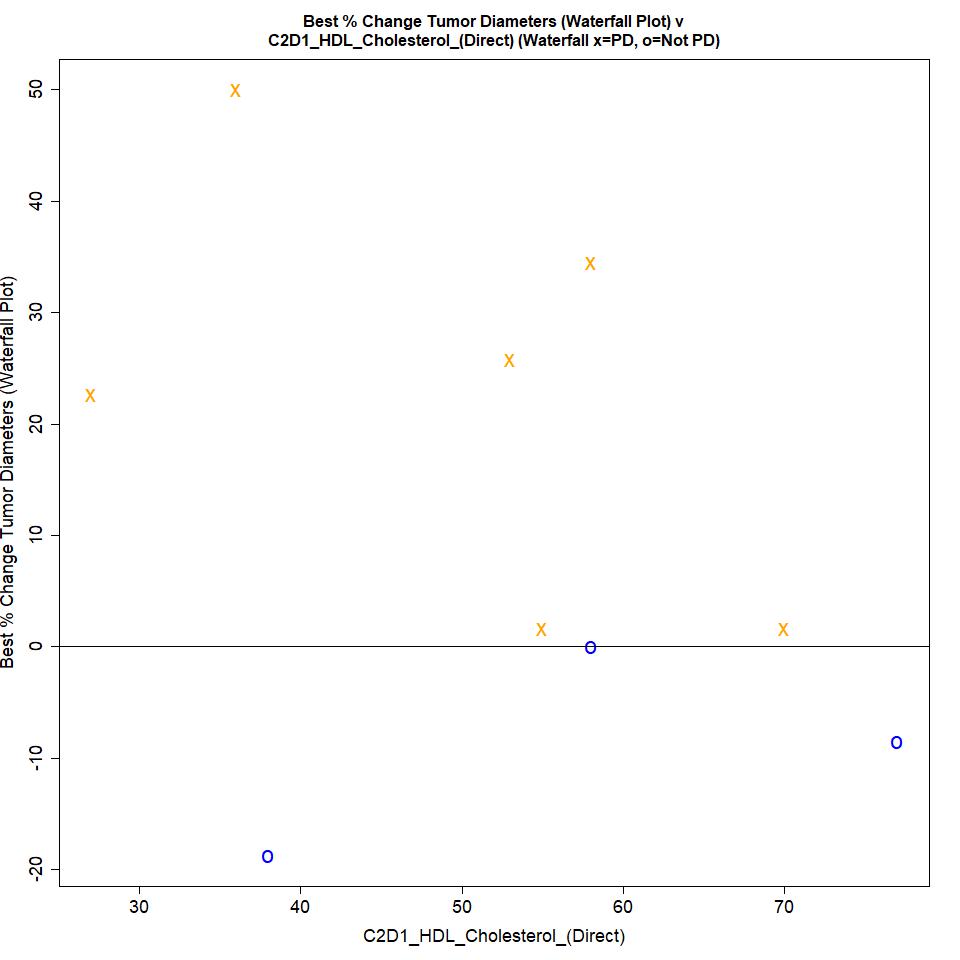 Best % Change Tumor Diameters (Waterfall Plot) v
C2D1_HDL_Cholesterol_(Direct) (Waterfall x=PD, o=Not PD)
Best % Change Tumor Diameters (Waterfall Plot)
50
40
30
20
10
0
-10
-20
X
X
X
X
X
X
O
O
O
30
40
50
60
70
C2D1_HDL_Cholesterol_(Direct)